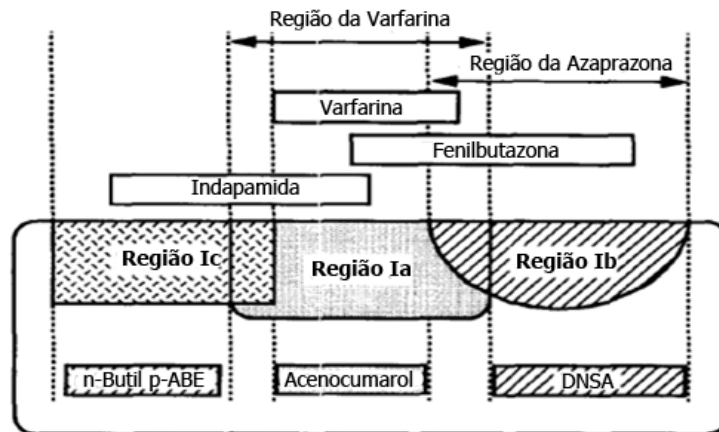 Região da Varfarina
Região da Azaprazona
Varfarina
Fenilbutazona
Indapamida
Região Ic
Região Ia
Região Ib
n-Butil p-ABE
Acenocumarol
DNSA